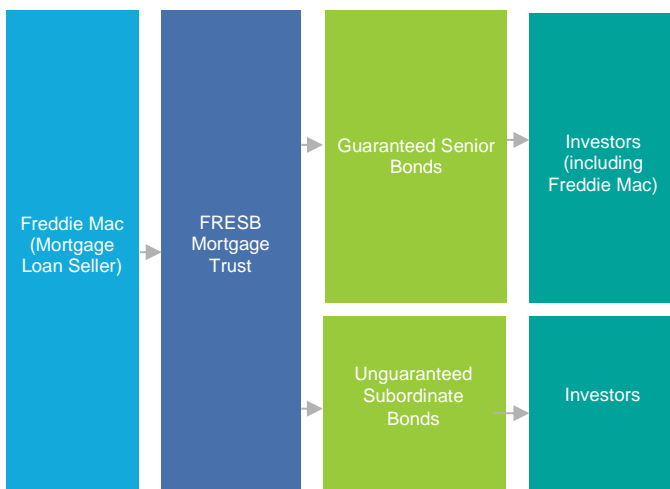 Freddie Mac
(Mortgage
Loan Seller)
FRESB
Mortgage
Trust
Guaranteed Senior
Bonds
Investors
(including
Freddie Mac)
Unguaranteed
Subordinate
Bonds
Investors